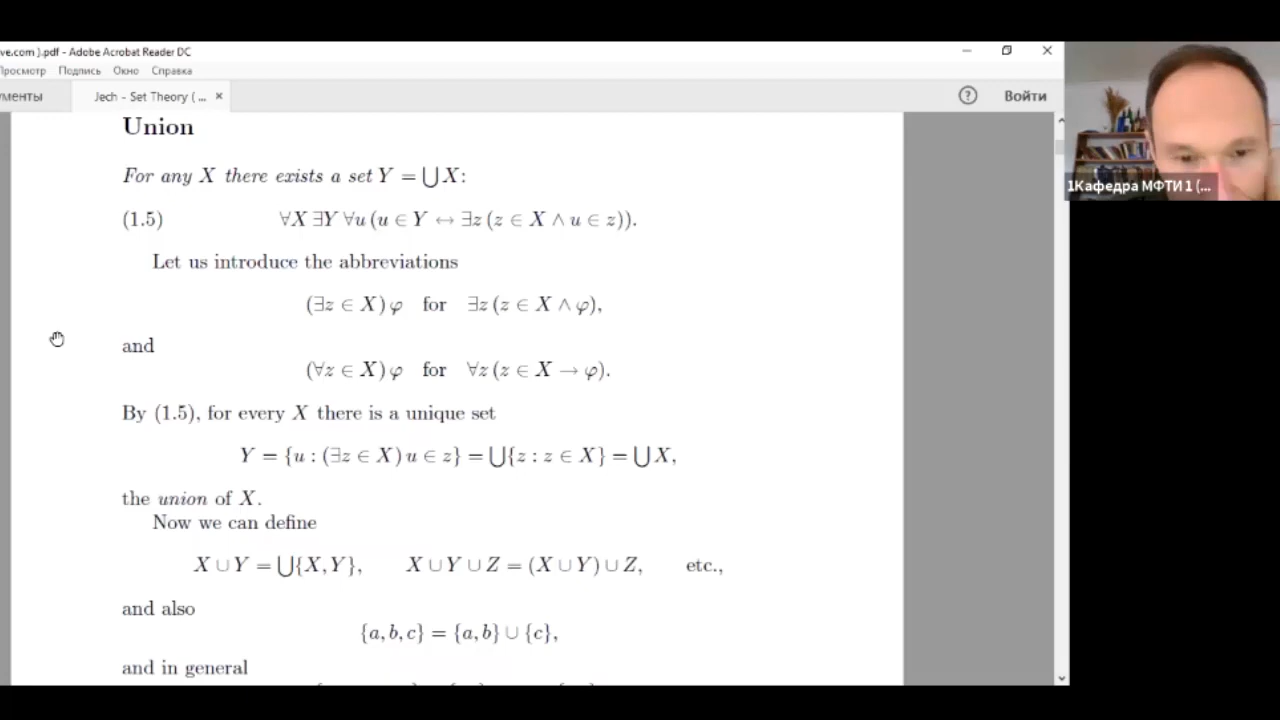 ve.com ).pdf - Adobe Acrobat Reader DC
Просмотр Подпись Окно Справка
менты Jech - Set Theory ( ... × ? Войти
Union
For any X there exists a set Y = ⋃X:
(1.5) ∀X ∃Y ∀u (u ∈ Y ↔ ∃z (z ∈ X ∧ u ∈ z)).
Let us introduce the abbreviations
(∃z ∈ X) φ for ∃z (z ∈ X ∧ φ),
and
(∀z ∈ X) φ for ∀z (z ∈ X → φ).
By (1.5), for every X there is a unique set
Y = {u : (∃z ∈ X) u ∈ z} = ⋃{z : z ∈ X} = ⋃X,
the union of X.
Now we can define
X ∪ Y = ⋃{X, Y}, X ∪ Y ∪ Z = (X ∪ Y) ∪ Z, etc.,
and also
{a, b, c} = {a, b} ∪ {c},
and in general
1Кафедра МФТИ 1 (...